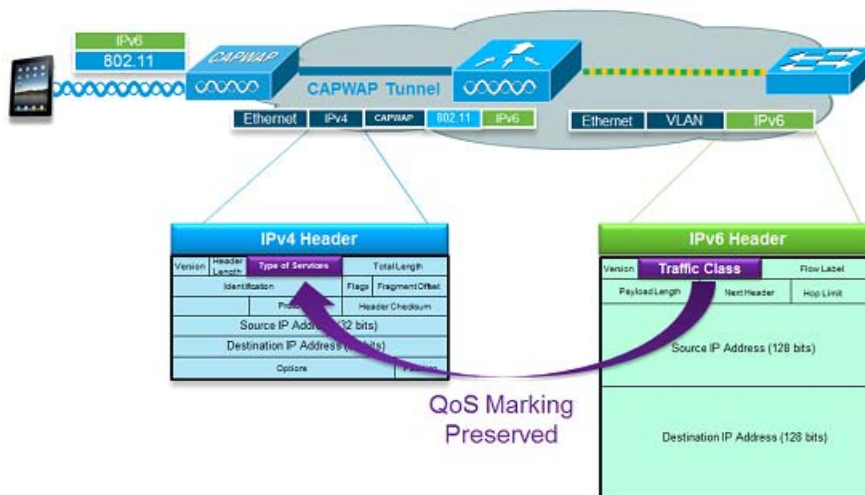 IPv6
802.11
CAPWAP
CAPWAP Tunnel
Ethernet IPv4 CAPWAP 802.11 IPv6
Ethernet VLAN IPv6
IPv4 Header
Version Header Length Type of Services Total Length
Identification Flags Fragment Offset
Header Checksum
Source IP Address (32 bits)
Destination IP Address
Options
IPv6 Header
Version Traffic Class Flow Label
Payload Length Next Header Hop Limit
Source IP Address (128 bits)
Destination IP Address (128 bits)
QoS Marking
Preserved